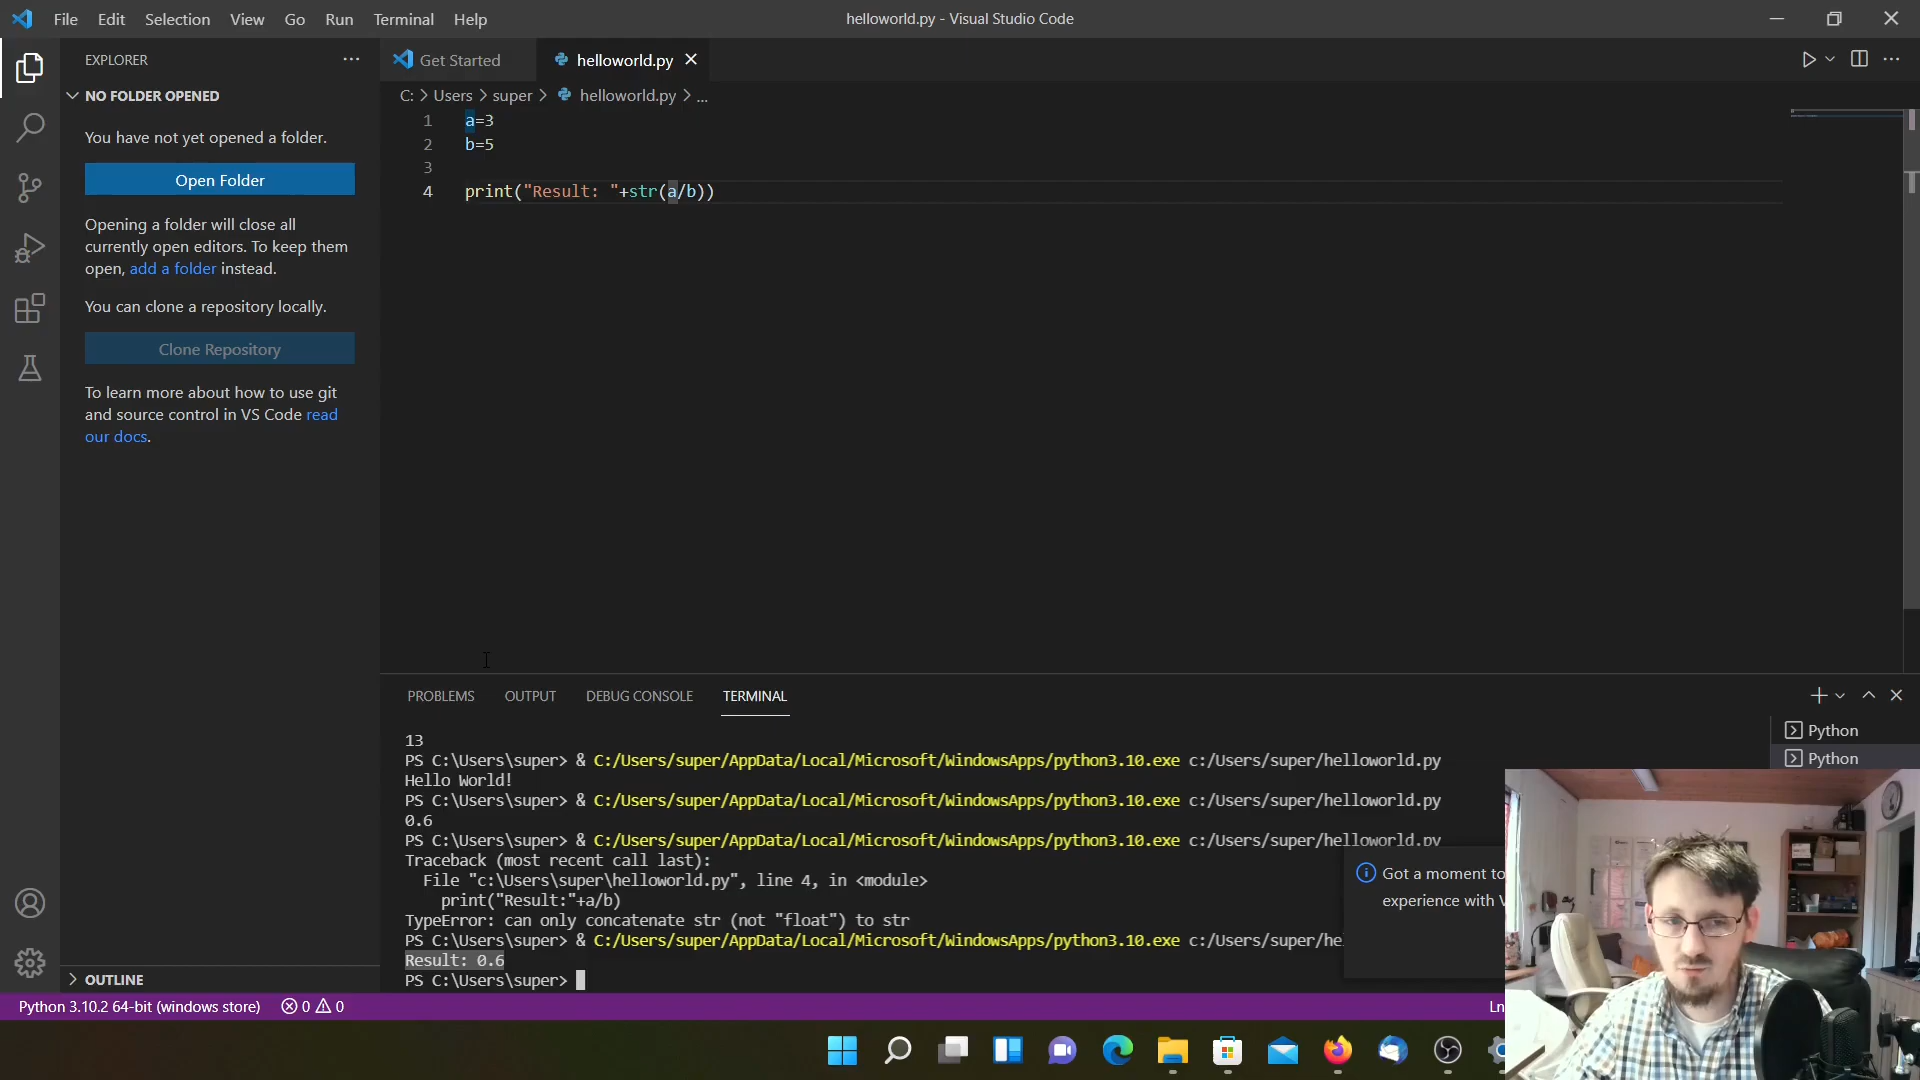 File Edit Selection View Go Run Terminal Help
helloworld.py - Visual Studio Code
EXPLORER
NO FOLDER OPENED
You have not yet opened a folder.
Open Folder
Opening a folder will close all
currently open editors. To keep them
open, add a folder instead.
You can clone a repository locally.
Clone Repository
To learn more about how to use git
and source control in VS Code read
our docs.
OUTLINE
Get Started helloworld.py
C: > Users > super > helloworld.py > ...
1 a=3
2 b=5
3
4 print("Result: "+str(a/b))
PROBLEMS OUTPUT DEBUG CONSOLE TERMINAL
13
PS C:\Users\super> & C:/Users/super/AppData/Local/Microsoft/WindowsApps/python3.10.exe c:/Users/super/helloworld.py
Hello World!
PS C:\Users\super> & C:/Users/super/AppData/Local/Microsoft/WindowsApps/python3.10.exe c:/Users/super/helloworld.py
0.6
PS C:\Users\super> & C:/Users/super/AppData/Local/Microsoft/WindowsApps/python3.10.exe c:/Users/super/helloworld.py
Traceback (most recent call last):
File "c:\Users\super\helloworld.py", line 4, in <module>
print("Result:"+a/b)
TypeError: can only concatenate str (not "float") to str
PS C:\Users\super> & C:/Users/super/AppData/Local/Microsoft/WindowsApps/python3.10.exe c:/Users/super/he
Result: 0.6
PS C:\Users\super>
Python
Python
Got a moment to
experience with V
Python 3.10.2 64-bit (windows store) 0 0
Ln